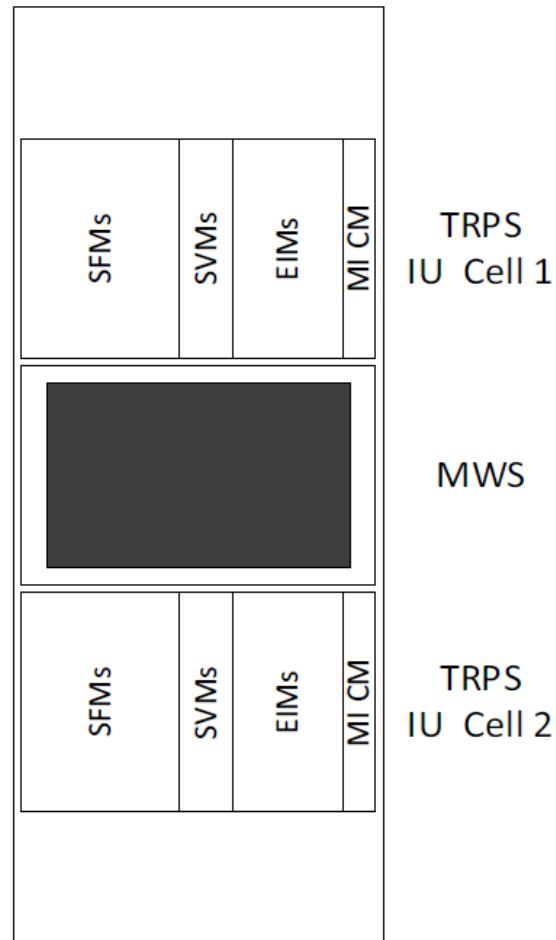 SFMs
SVMs
EIMs
MI CM
TRPS
IU Cell 1
MWS
SFMs
SVMs
EIMs
MI CM
TRPS
IU Cell 2